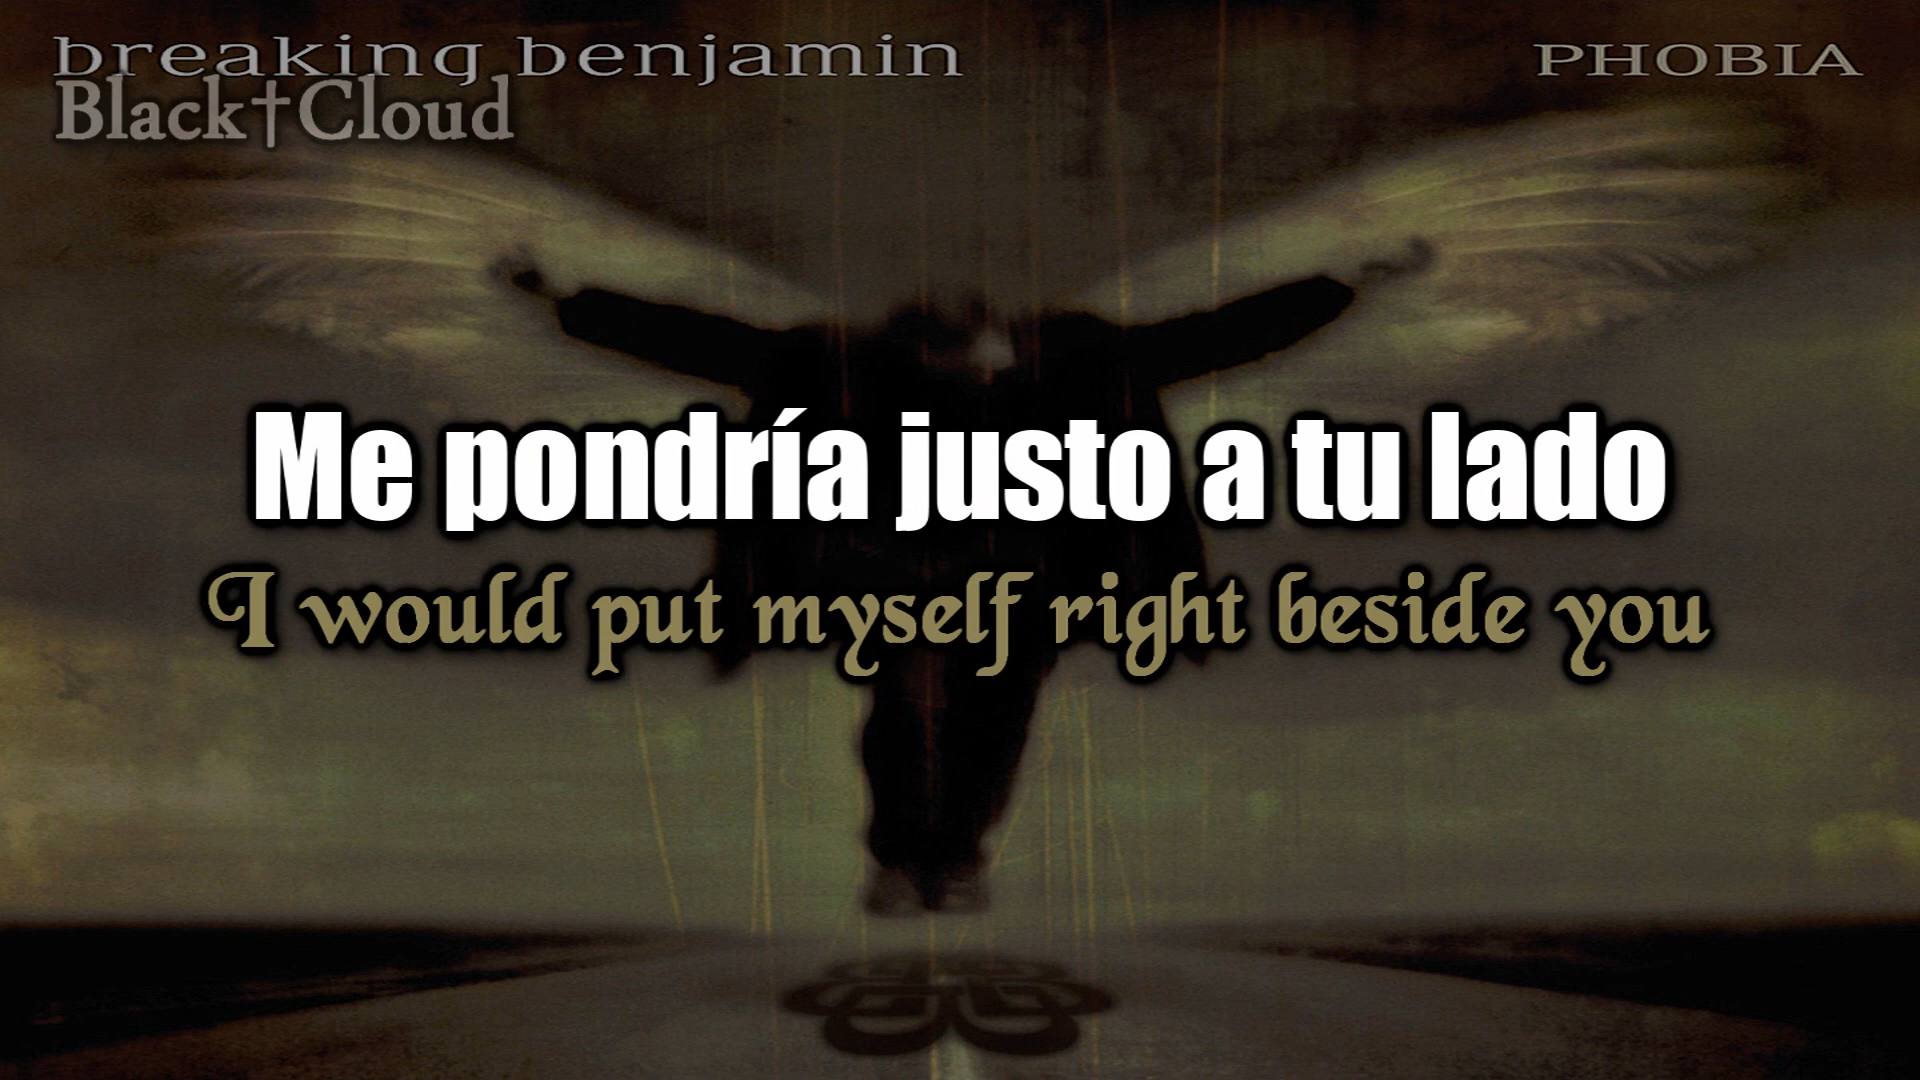 breaking benjamin
PHOBIA
Black†Cloud
Me pondría justo a tu lado
I would put myself right beside you